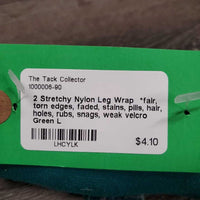 The Tack Collector
1000006-90
2 Stretchy Nylon Leg Wrap *fair,
torn edges, faded, stains, pills, hair,
holes, rubs, snags, weak velcro
Green L
LHCYLK
$4.10